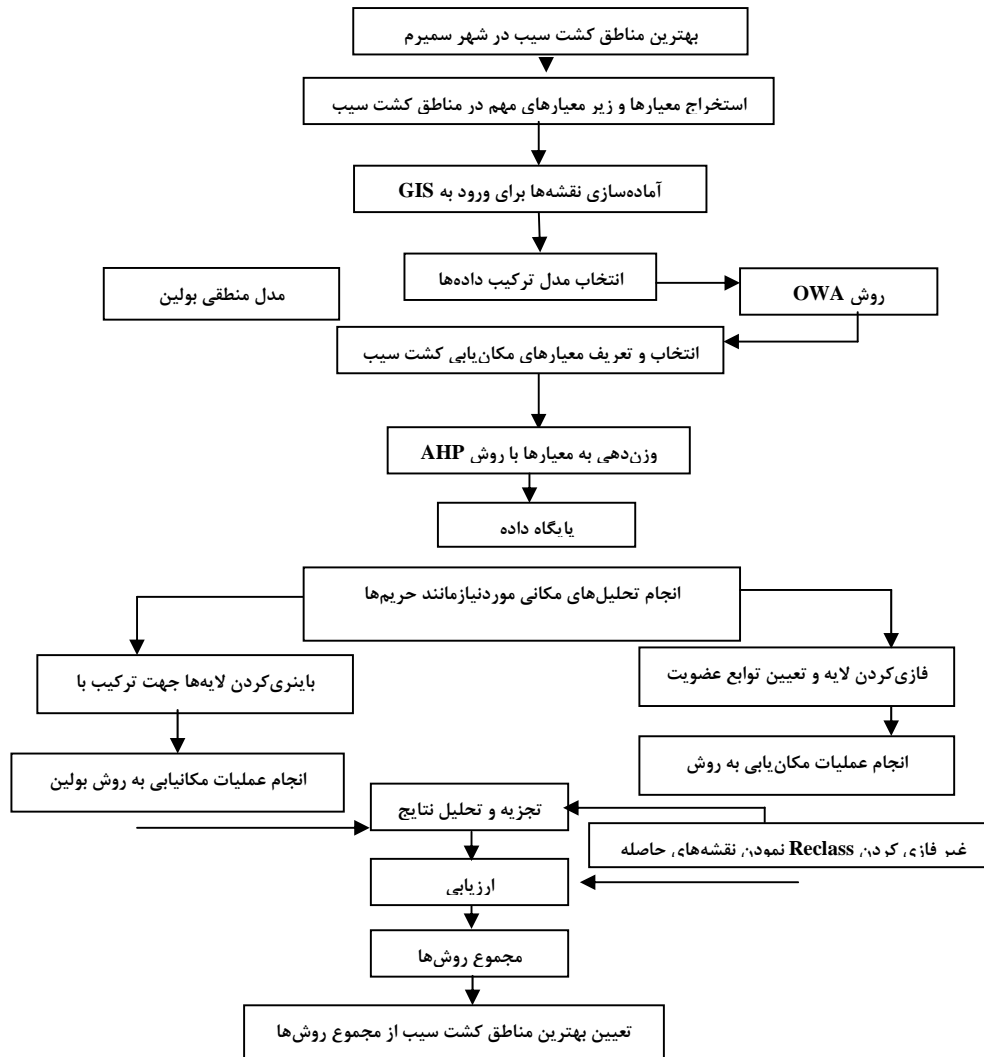 بهترین مناطق کشت سیب در شهر سمیرم
استخراج معیارها و زیر معیارهای مهم در مناطق کشت سیب
آماده‌سازی نقشه‌ها برای ورود به GIS
انتخاب مدل ترکیب داده‌ها
مدل منطقی بولین
روش OWA
انتخاب و تعریف معیارهای مکان‌یابی کشت سیب
وزن‌دهی به معیارها با روش AHP
پایگاه داده
انجام تحلیل‌های مکانی موردنیازمانند حریم‌ها
فازی‌کردن لایه و تعیین توابع عضویت
باینری‌کردن لایه‌ها جهت ترکیب با
انجام عملیات مکان‌یابی به روش
انجام عملیات مکانیابی به روش بولین
تجزیه و تحلیل نتایج
غیر فازی کردن Reclass نمودن نقشه‌های حاصله
ارزیابی
مجموع روش‌ها
تعیین بهترین مناطق کشت سیب از مجموع روش‌ها